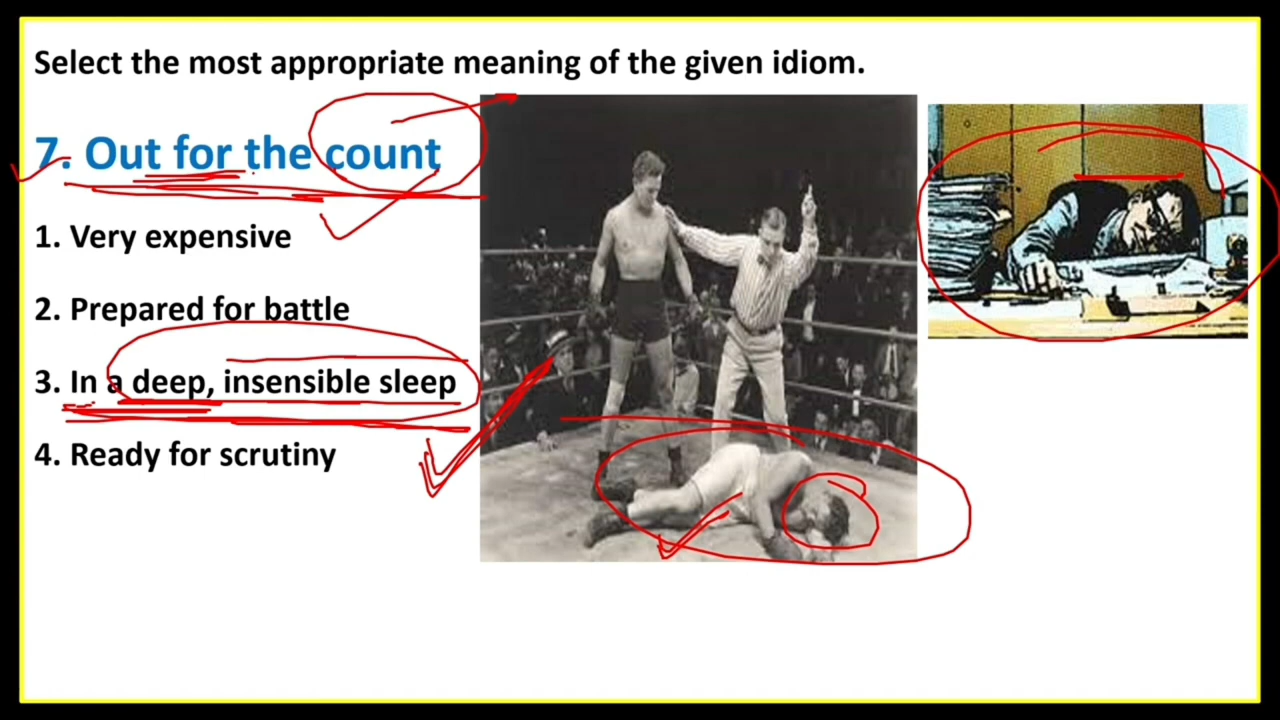 Select the most appropriate meaning of the given idiom.
7. Out for the count
1. Very expensive
2. Prepared for battle
3. In a deep, insensible sleep
4. Ready for scrutiny